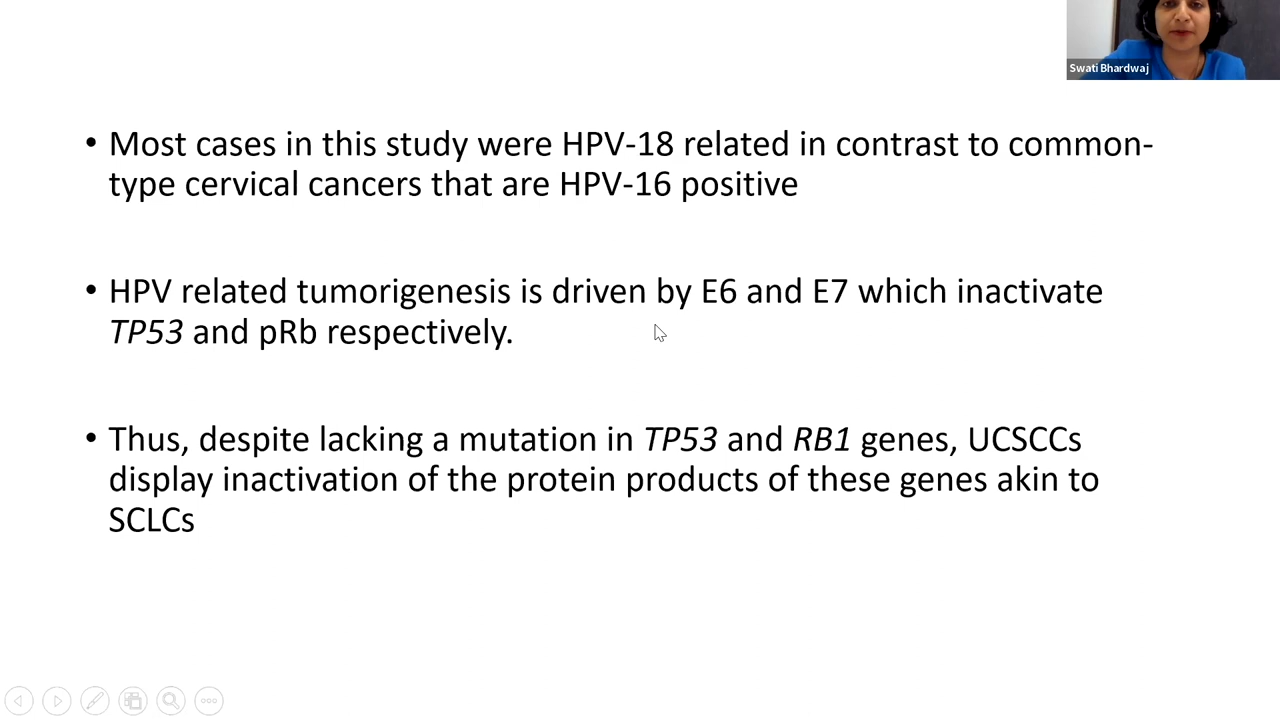 Swati Bhardwaj
• Most cases in this study were HPV-18 related in contrast to common-
type cervical cancers that are HPV-16 positive
• HPV related tumorigenesis is driven by E6 and E7 which inactivate
TP53 and pRb respectively.
• Thus, despite lacking a mutation in TP53 and RB1 genes, UCSCCs
display inactivation of the protein products of these genes akin to
SCLCs